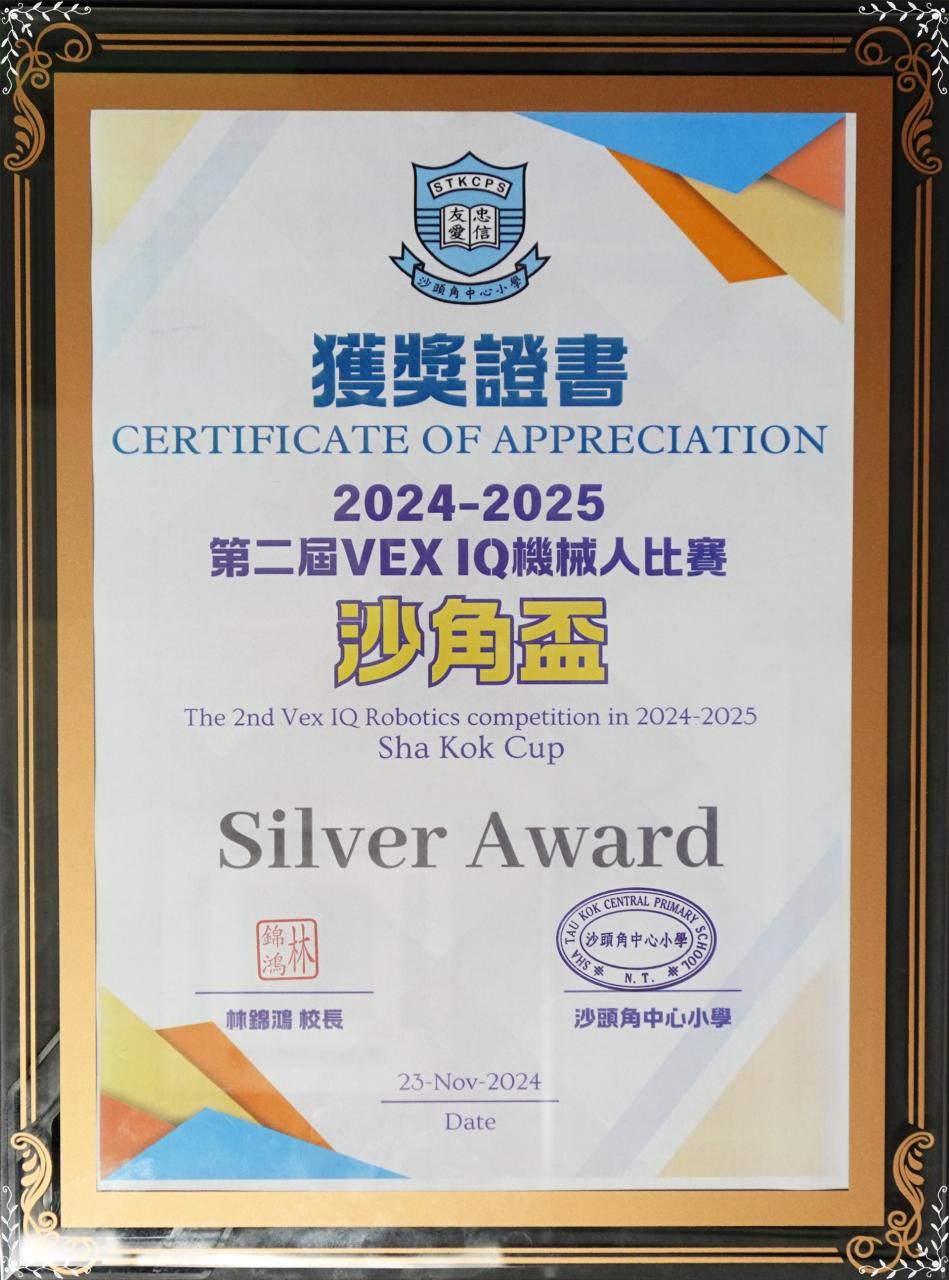 STKCPS
友愛 忠信
沙頭角中心小學
獲獎證書
CERTIFICATE OF APPRECIATION
2024-2025
第二屆VEX IQ機械人比賽
沙角盃
The 2nd Vex IQ Robotics competition in 2024-2025
Sha Kok Cup
Silver Award
林錦鴻
SHA TAU KOK CENTRAL PRIMARY SCHOOL
沙頭角中心小學
N. T.
林錦鴻 校長
沙頭角中心小學
23-Nov-2024
Date